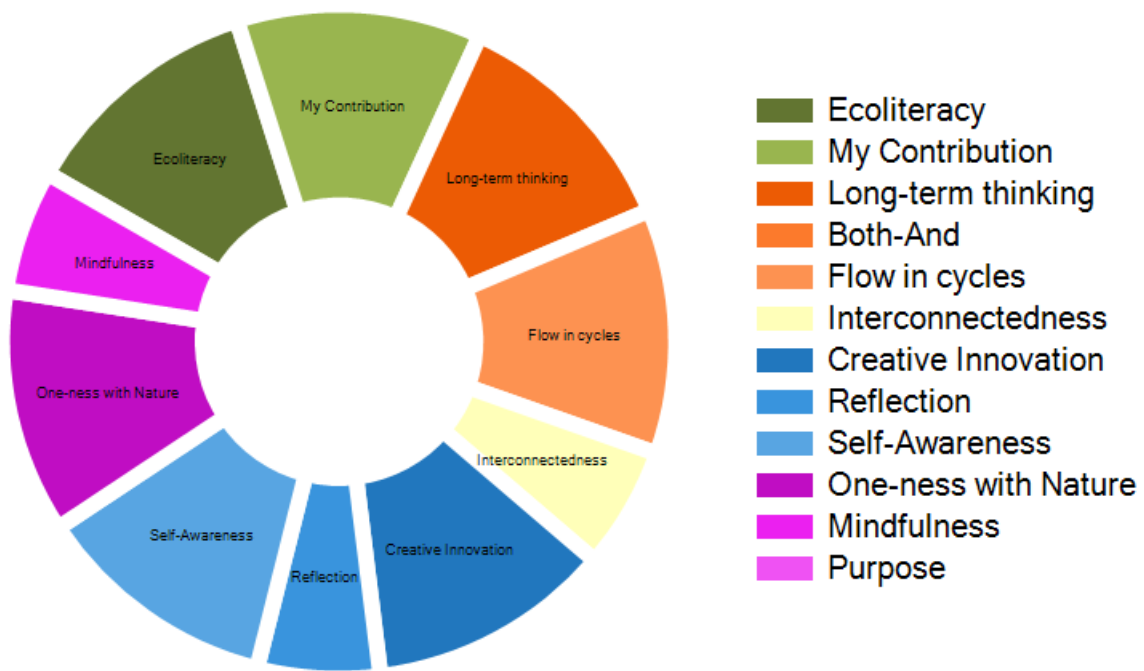 My Contribution
Ecoliteracy
Long-term thinking
Mindfulness
Flow in cycles
One-ness with Nature
Interconnectedness
Self-Awareness
Creative Innovation
Reflection
Ecoliteracy
My Contribution
Long-term thinking
Both-And
Flow in cycles
Interconnectedness
Creative Innovation
Reflection
Self-Awareness
One-ness with Nature
Mindfulness
Purpose